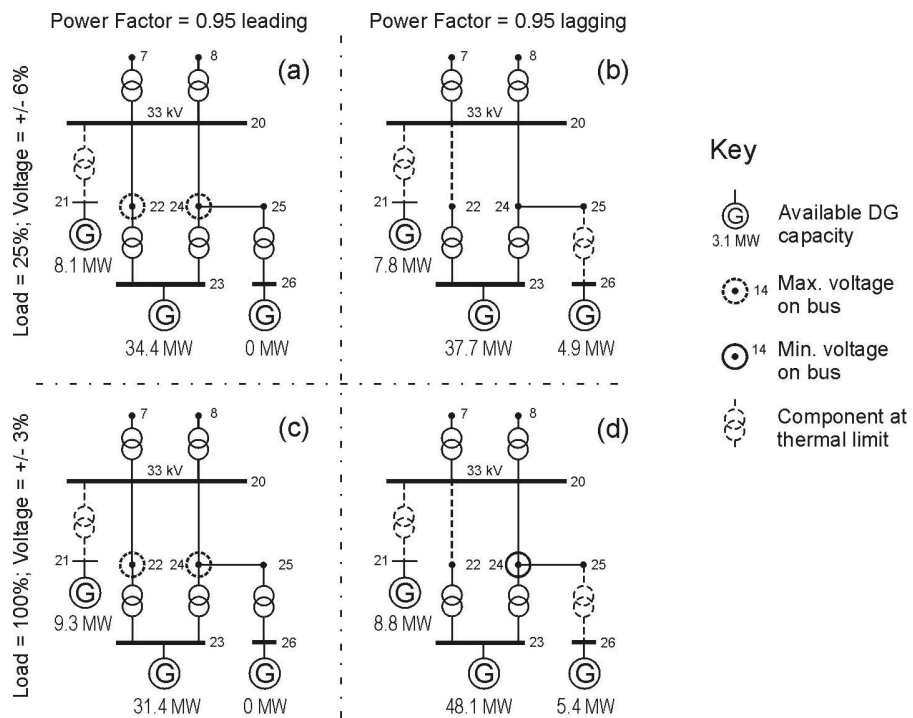 Power Factor = 0.95 leading
Power Factor = 0.95 lagging
Load = 25%; Voltage = +/- 6%
(a)
7
8
33 kV
20
21
22
24
25
G
8.1 MW
23
26
G
G
34.4 MW
0 MW
(b)
7
8
33 kV
20
21
22
24
25
G
7.8 MW
23
26
G
G
37.7 MW
4.9 MW
Load = 100%; Voltage = +/- 3%
(c)
7
8
33 kV
20
21
22
24
25
G
9.3 MW
23
26
G
G
31.4 MW
0 MW
(d)
7
8
33 kV
20
21
22
24
25
G
8.8 MW
23
26
G
G
48.1 MW
5.4 MW
Key
G
3.1 MW
Available DG
capacity
14
Max. voltage
on bus
14
Min. voltage
on bus
Component at
thermal limit